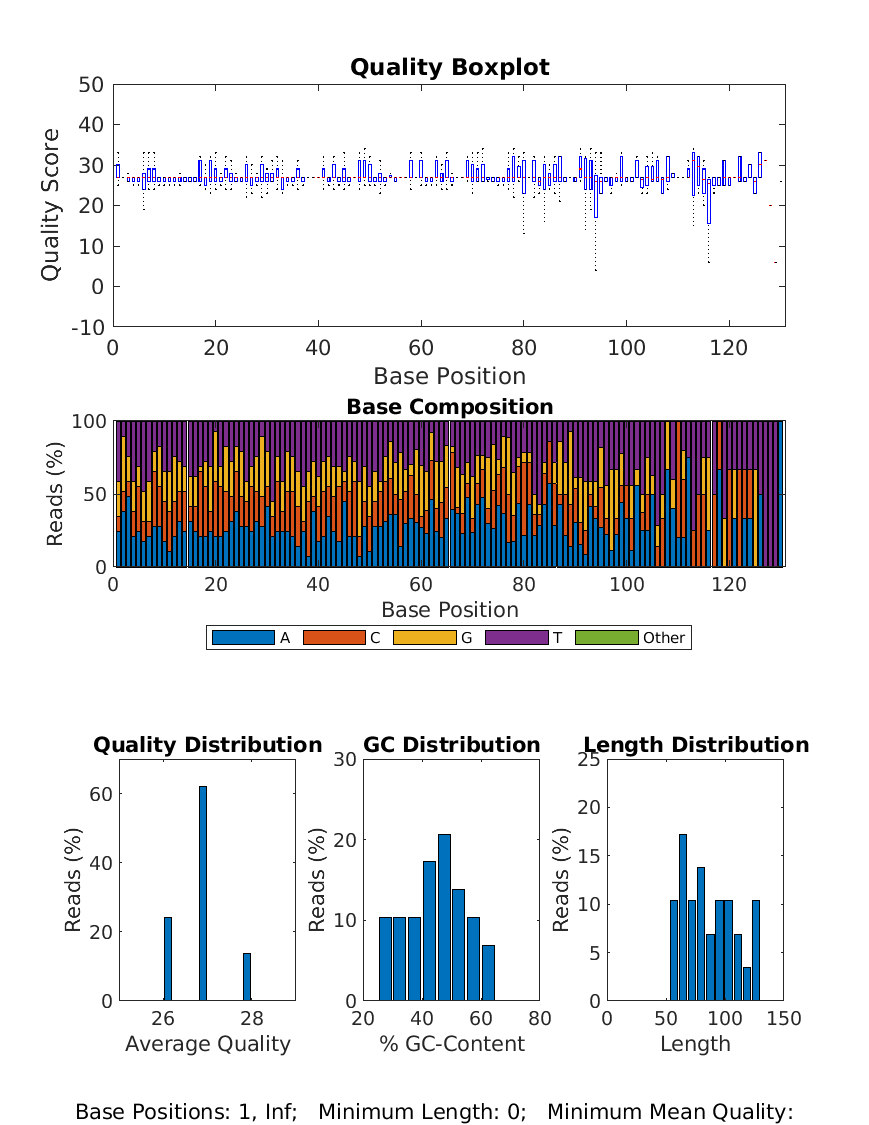 Quality Boxplot
50
40
30
20
10
0
-10
Quality Score
0 20 40 60 80 100 120
Base Position
Base Composition
100
50
0
Reads (%)
0 20 40 60 80 100 120
Base Position
A C G T Other
Quality Distribution
60
40
20
0
Reads (%)
26 28
Average Quality
GC Distribution
30
20
10
0
Reads (%)
20 40 60 80
% GC-Content
Length Distribution
25
20
15
10
5
0
Reads (%)
0 50 100 150
Length
Base Positions: 1, Inf; Minimum Length: 0; Minimum Mean Quality: